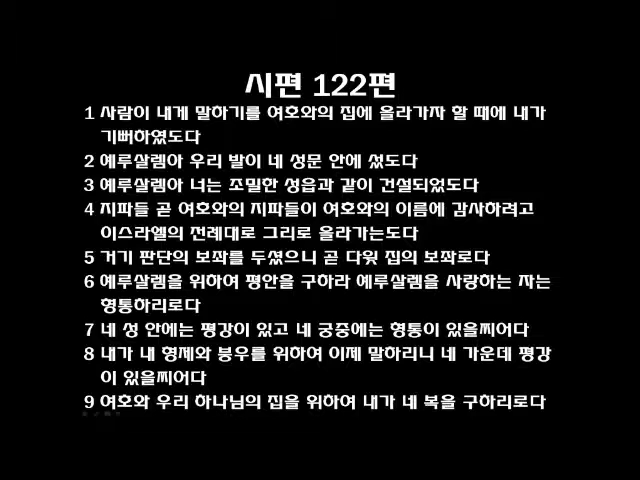 시편 122편
1 사람이 내게 말하기를 여호와의 집에 올라가자 할 때에 내가
기뻐하였도다
2 예루살렘아 우리 발이 네 성문 안에 섰도다
3 예루살렘아 너는 조밀한 성읍과 같이 건설되었도다
4 지파들 곧 여호와의 지파들이 여호와의 이름에 감사하려고
이스라엘의 전례대로 그리로 올라가는도다
5 거기 판단의 보좌를 두셨으니 곧 다윗 집의 보좌로다
6 예루살렘을 위하여 평안을 구하라 예루살렘을 사랑하는 자는
형통하리로다
7 네 성 안에는 평강이 있고 네 궁중에는 형통이 있을찌어다
8 내가 내 형제와 붕우를 위하여 이제 말하리니 네 가운데 평강
이 있을찌어다
9 여호와 우리 하나님의 집을 위하여 내가 네 복을 구하리로다